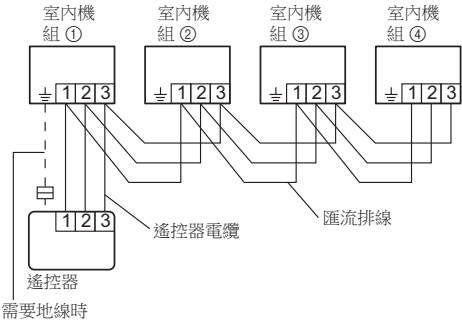 室內機
組 ①
室內機
組 ②
室內機
組 ③
室內機
組 ④
1 2 3
1 2 3
1 2 3
1 2 3
1 2 3
匯流排線
遙控器電纜
遙控器
需要地線時